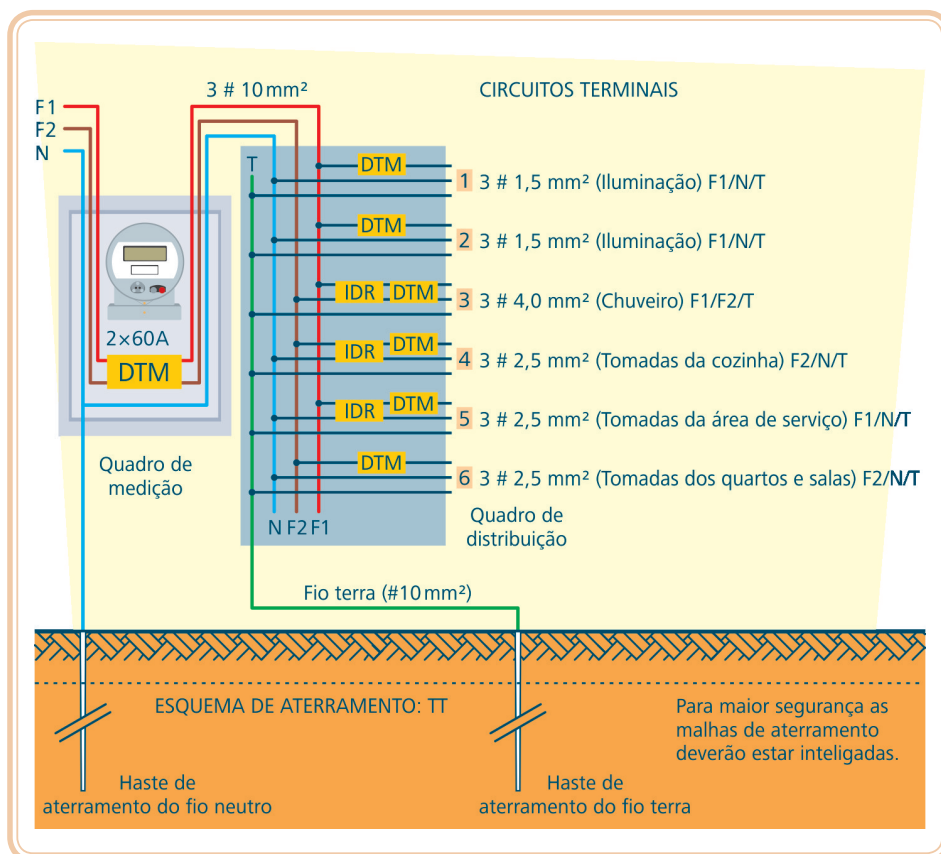 3 # 10 mm²
CIRCUITOS TERMINAIS
F1
F2
N
T
DTM
1 3 # 1,5 mm² (Iluminação) F1/N/T
DTM
2 3 # 1,5 mm² (Iluminação) F1/N/T
IDR DTM
3 3 # 4,0 mm² (Chuveiro) F1/F2/T
2×60A
DTM
IDR DTM
4 3 # 2,5 mm² (Tomadas da cozinha) F2/N/T
IDR DTM
5 3 # 2,5 mm² (Tomadas da área de serviço) F1/N/T
Quadro de
medição
DTM
6 3 # 2,5 mm² (Tomadas dos quartos e salas) F2/N/T
N F2 F1
Quadro de
distribuição
Fio terra (#10 mm²)
ESQUEMA DE ATERRAMENTO: TT
Para maior segurança as
malhas de aterramento
deverão estar inteligadas.
Haste de
aterramento do fio neutro
Haste de
aterramento do fio terra